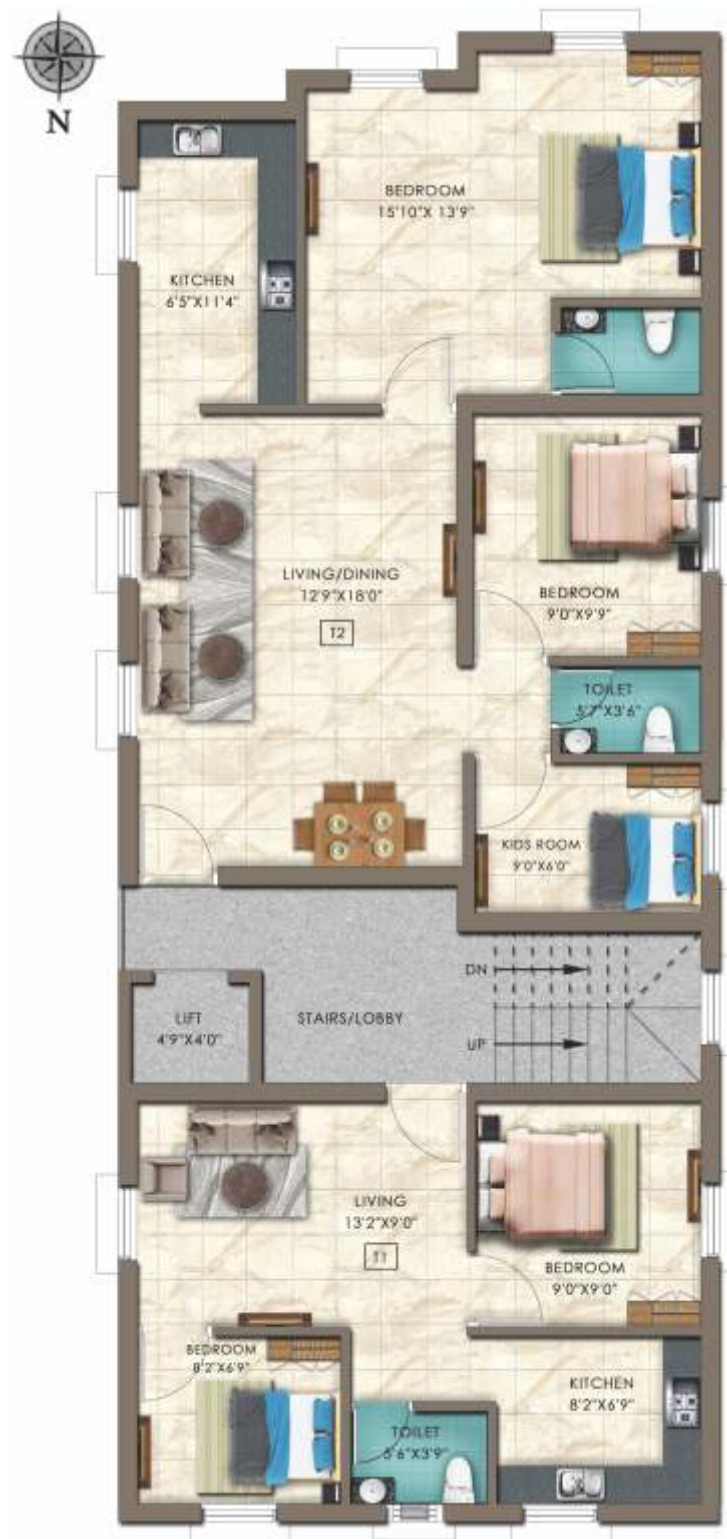 N
BEDROOM
15'10"X 13'9"
KITCHEN
6'5"X11'4"
LIVING/DINING
12'9"X18'0"
T2
BEDROOM
9'0"X9'9"
TOILET
5'7"X3'6"
KIDS ROOM
9'0"X6'0"
DN
LIFT
4'9"X4'0"
STAIRS/LOBBY
UP
LIVING
13'2"X9'0"
T1
BEDROOM
9'0"X9'0"
BEDROOM
8'2"X6'9"
KITCHEN
8'2"X6'9"
TOILET
5'6"X3'9"